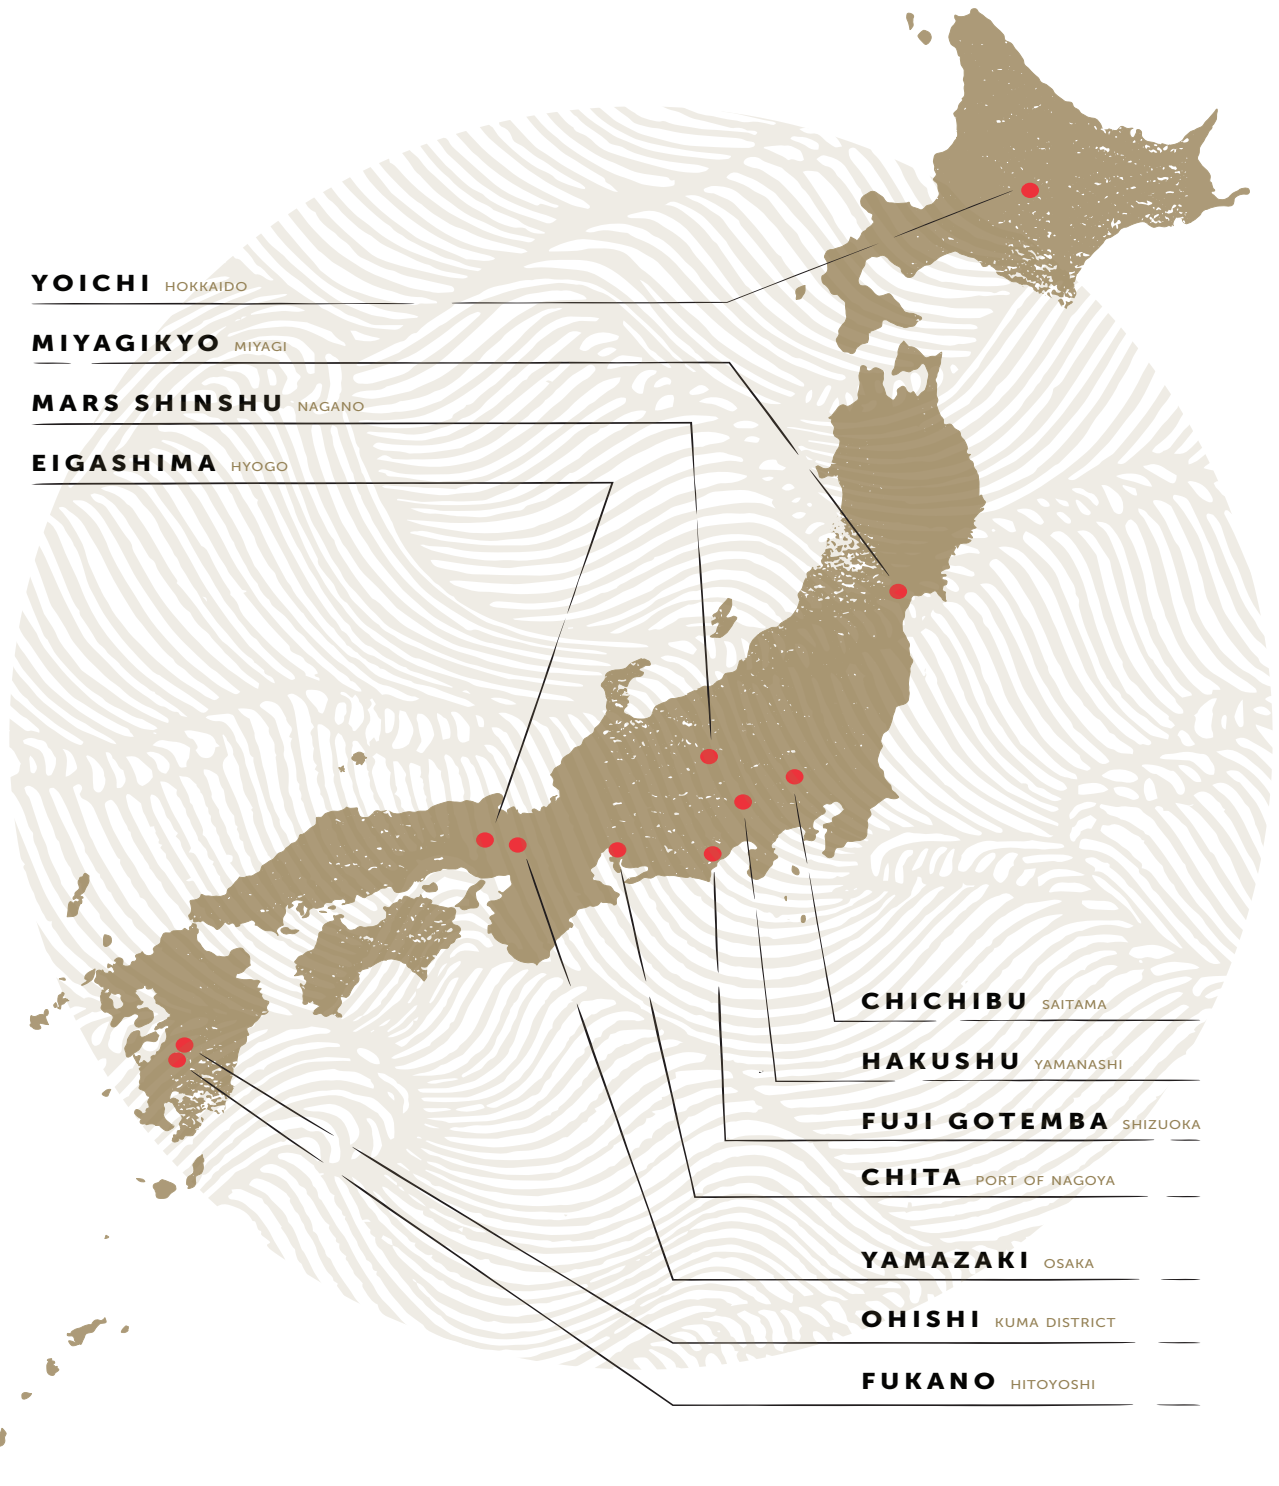 YOICHI HOKKAIDO
MIYAGIKYO MIYAGI
MARS SHINSHU NAGANO
EIGASHIMA HYOGO
CHICHIBU SAITAMA
HAKUSHU YAMANASHI
FUJI GOTEMBA SHIZUOKA
CHITA PORT OF NAGOYA
YAMAZAKI OSAKA
OHISHI KUMA DISTRICT
FUKANO HITOYOSHI